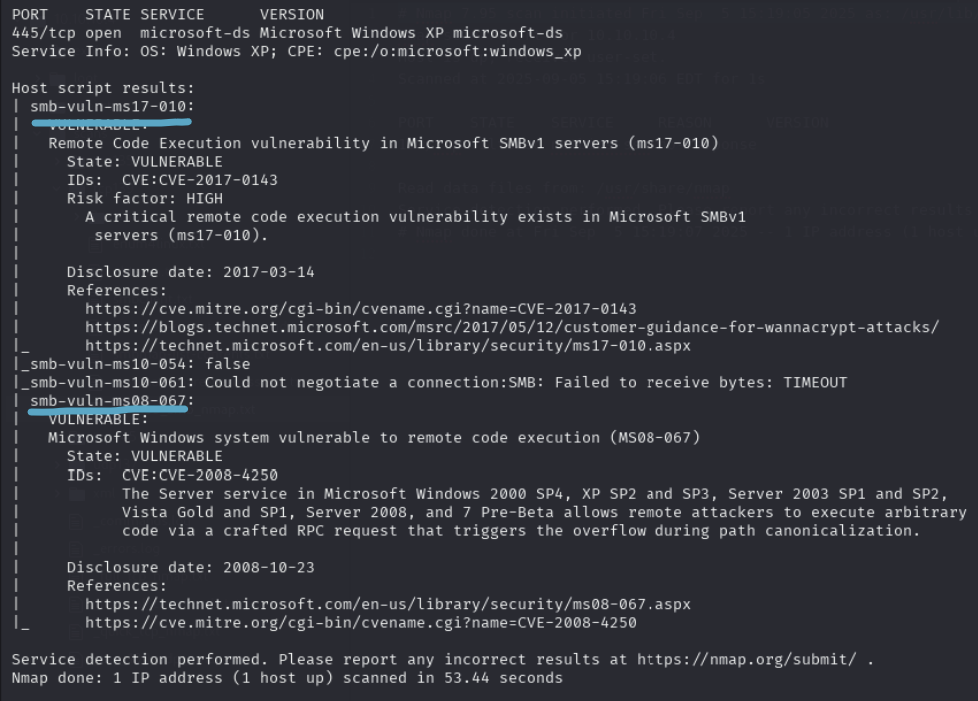 PORT    STATE SERVICE      VERSION
445/tcp open  microsoft-ds Microsoft Windows XP microsoft-ds
Service Info: OS: Windows XP; CPE: cpe:/o:microsoft:windows_xp
Host script results:
| smb-vuln-ms17-010:
|   VULNERABLE:
|   Remote Code Execution vulnerability in Microsoft SMBv1 servers (ms17-010)
|     State: VULNERABLE
|     IDs:  CVE:CVE-2017-0143
|     Risk factor: HIGH
|       A critical remote code execution vulnerability exists in Microsoft SMBv1
|        servers (ms17-010).
|
|     Disclosure date: 2017-03-14
|     References:
|       https://cve.mitre.org/cgi-bin/cvename.cgi?name=CVE-2017-0143
|       https://blogs.technet.microsoft.com/msrc/2017/05/12/customer-guidance-for-wannacrypt-attacks/
|_      https://technet.microsoft.com/en-us/library/security/ms17-010.aspx
|_smb-vuln-ms10-054: false
|_smb-vuln-ms10-061: Could not negotiate a connection:SMB: Failed to receive bytes: TIMEOUT
| smb-vuln-ms08-067:
|   VULNERABLE:
|   Microsoft Windows system vulnerable to remote code execution (MS08-067)
|     State: VULNERABLE
|     IDs:  CVE:CVE-2008-4250
|           The Server service in Microsoft Windows 2000 SP4, XP SP2 and SP3, Server 2003 SP1 and SP2,
|           Vista Gold and SP1, Server 2008, and 7 Pre-Beta allows remote attackers to execute arbitrary
|           code via a crafted RPC request that triggers the overflow during path canonicalization.
|
|     Disclosure date: 2008-10-23
|     References:
|       https://technet.microsoft.com/en-us/library/security/ms08-067.aspx
|_      https://cve.mitre.org/cgi-bin/cvename.cgi?name=CVE-2008-4250
Service detection performed. Please report any incorrect results at https://nmap.org/submit/ .
Nmap done: 1 IP address (1 host up) scanned in 53.44 seconds